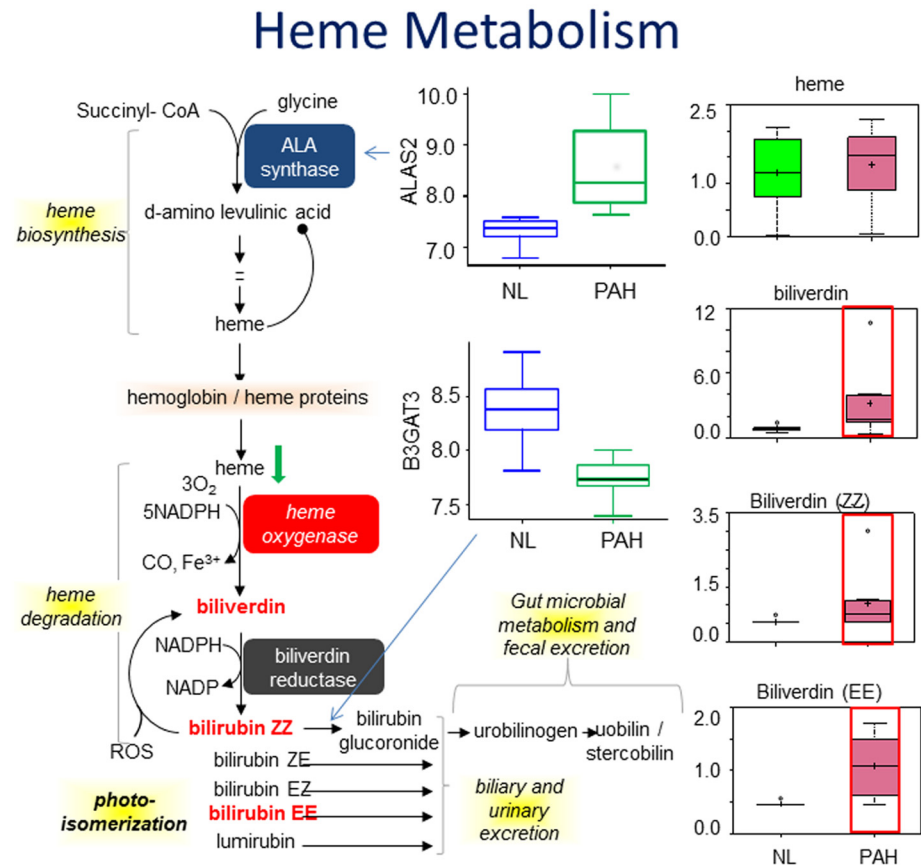 Heme Metabolism
Succinyl- CoA
glycine
ALA
synthase
heme
biosynthesis
d-amino levulinic acid
=
heme
hemoglobin / heme proteins
heme
3O₂
5NADPH
heme
oxygenase
CO, Fe³⁺
heme
degradation
biliverdin
NADPH
NADP
biliverdin
reductase
bilirubin ZZ
bilirubin
glucoronide
urobilinogen
uobilin /
stercobilin
ROS
bilirubin ZE
bilirubin EZ
bilirubin EE
lumirubin
photo-
isomerization
Gut microbial
metabolism and
fecal excretion
biliary and
urinary
excretion
ALAS2
10.0
9.0
8.0
7.0
NL
PAH
B3GAT3
8.5
8.0
7.5
NL
PAH
heme
2.5
1.0
0.0
biliverdin
12
6.0
0.0
Biliverdin (ZZ)
3.5
1.5
0.0
Biliverdin (EE)
2.0
1.0
0.0
NL
PAH